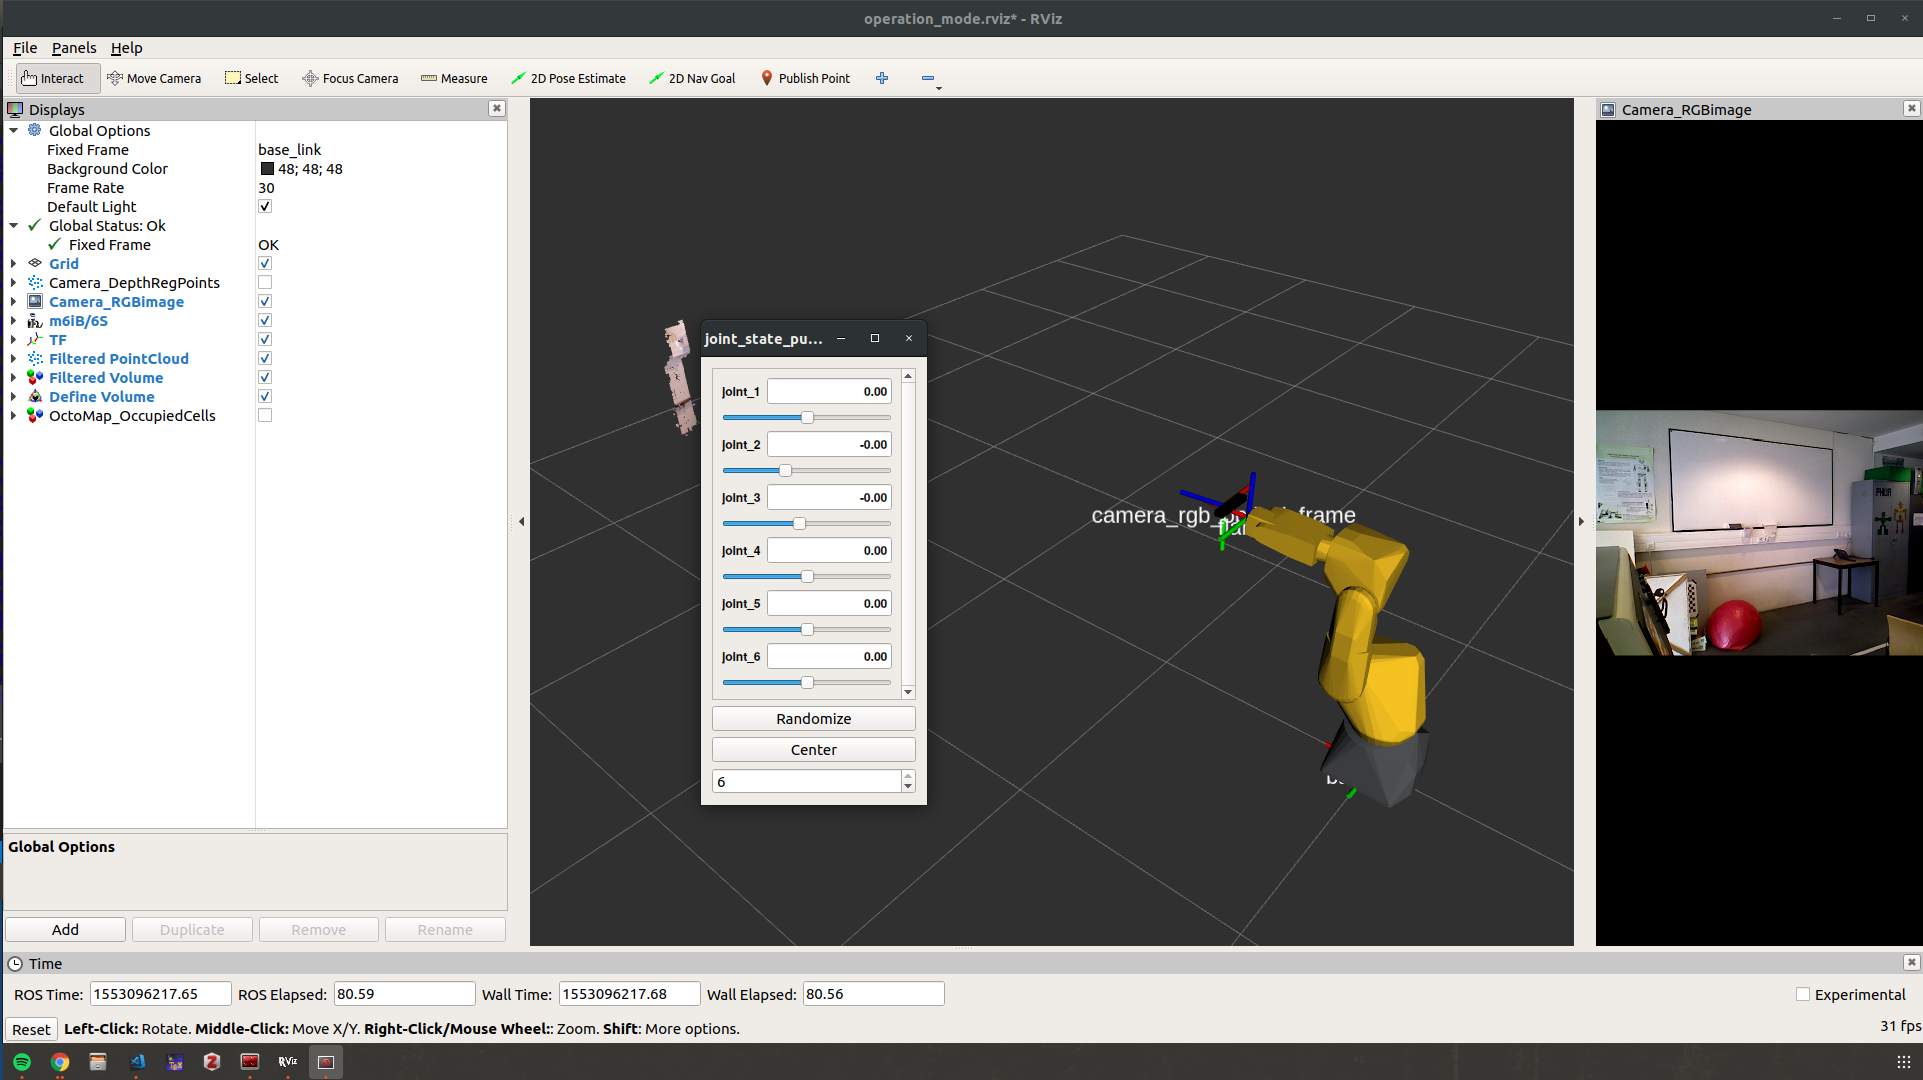 operation_mode.rviz* - RViz
File Panels Help
Interact Move Camera Select Focus Camera Measure 2D Pose Estimate 2D Nav Goal Publish Point
Displays
Global Options
Fixed Frame base_link
Background Color 48; 48; 48
Frame Rate 30
Default Light
Global Status: Ok
Fixed Frame OK
Grid
Camera_DepthRegPoints
Camera_RGBimage
m6iB/6S
TF
Filtered PointCloud
Filtered Volume
Define Volume
OctoMap_OccupiedCells
Global Options
Add Duplicate Remove Rename
joint_state_pu...
joint_1 0.00
joint_2 -0.00
joint_3 -0.00
joint_4 0.00
joint_5 0.00
joint_6 0.00
Randomize
Center
6
Camera_RGBimage
PHUA
Time
ROS Time: 1553096217.65 ROS Elapsed: 80.59 Wall Time: 1553096217.68 Wall Elapsed: 80.56 Experimental
Reset Left-Click: Rotate. Middle-Click: Move X/Y. Right-Click/Mouse Wheel:: Zoom. Shift: More options. 31 fps
RViz